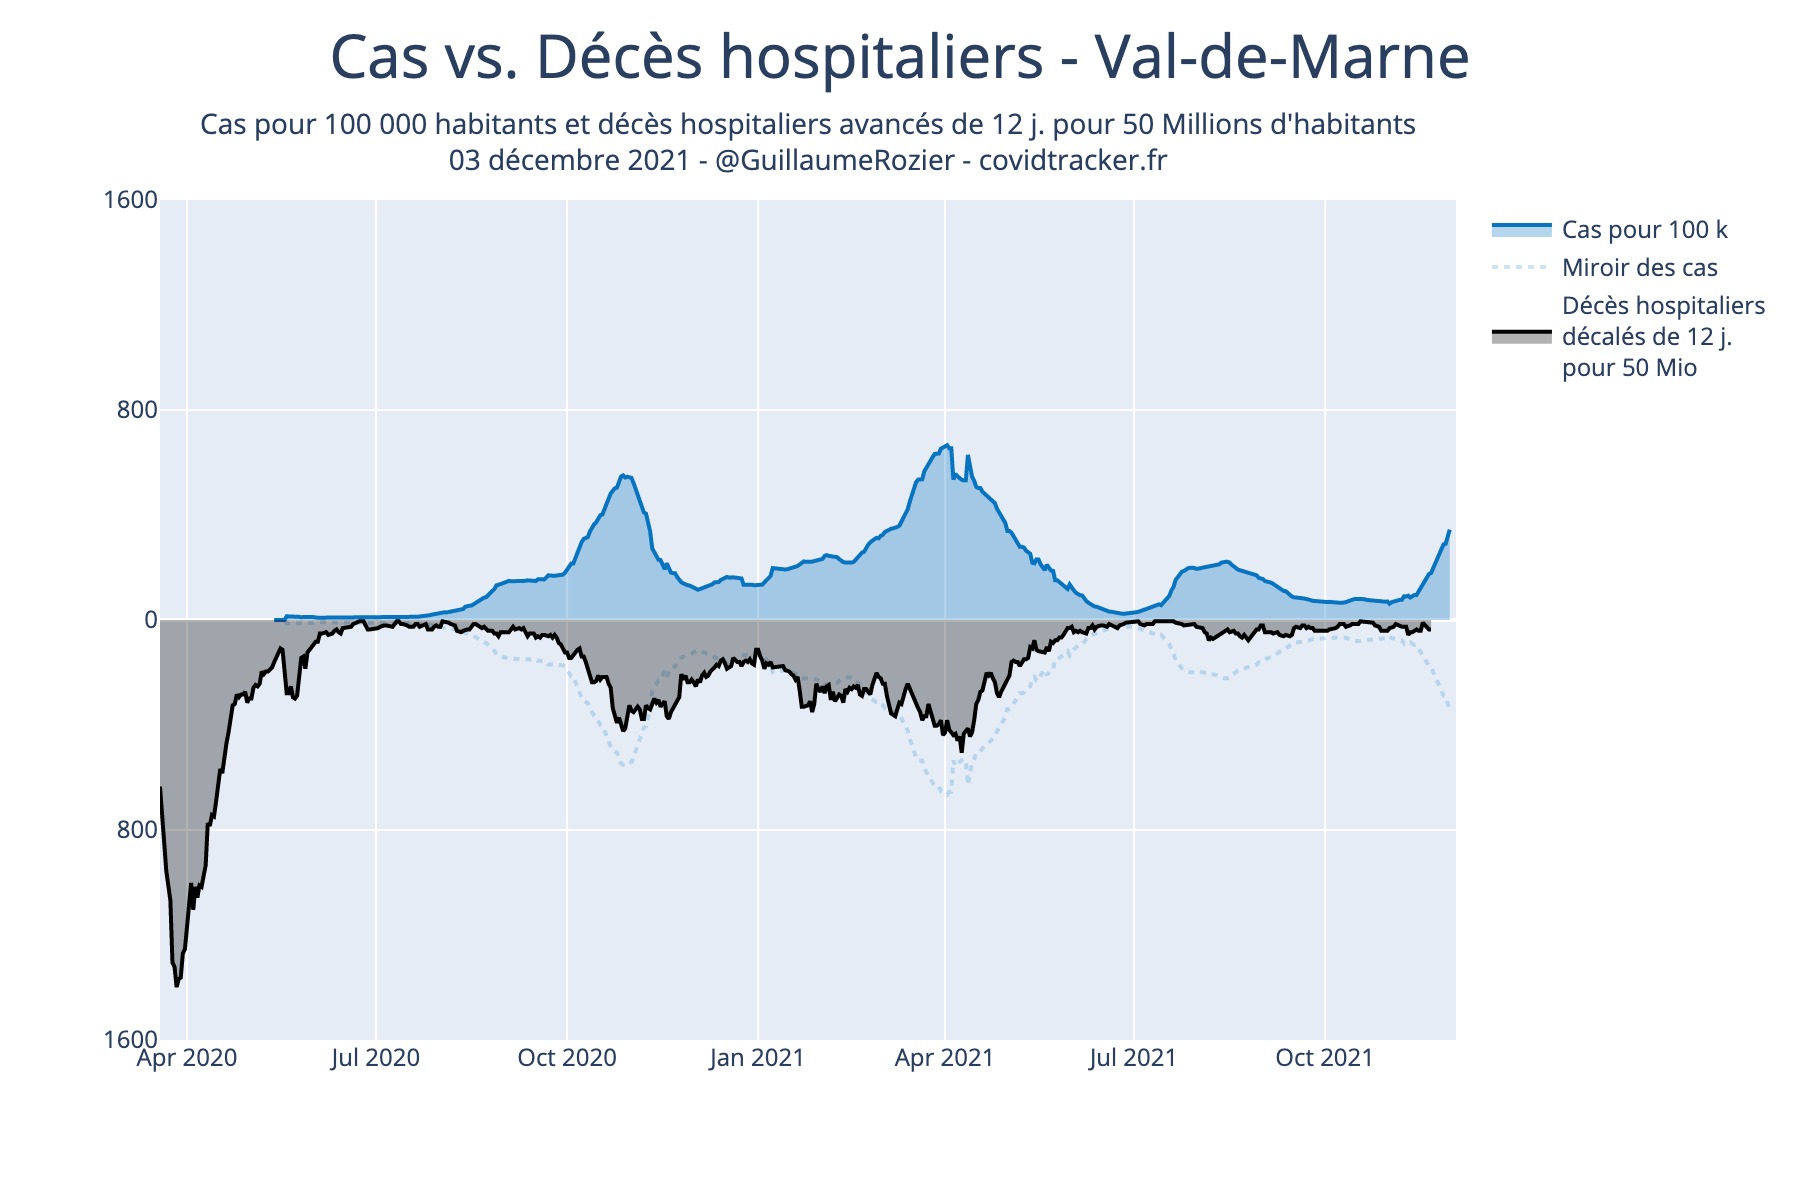 Cas vs. Décès hospitaliers - Val-de-Marne
Cas pour 100 000 habitants et décès hospitaliers avancés de 12 j. pour 50 Millions d'habitants
03 décembre 2021 - @GuillaumeRozier - covidtracker.fr
1600
800
0
800
1600
Apr 2020
Jul 2020
Oct 2020
Jan 2021
Apr 2021
Jul 2021
Oct 2021
Cas pour 100 k
Miroir des cas
Décès hospitaliers
décalés de 12 j.
pour 50 Mio